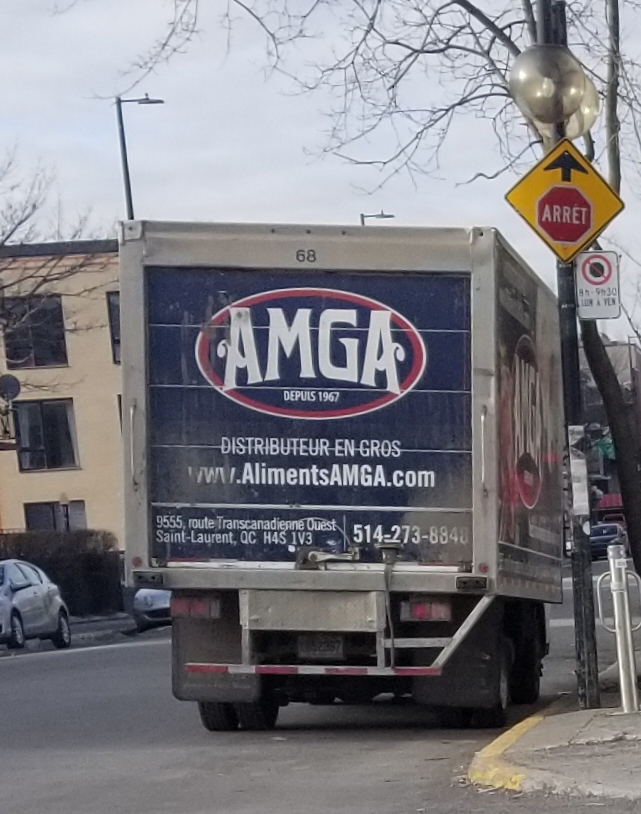 68
AMGA
DEPUIS 1967
DISTRIBUTEUR EN GROS
www.AlimentsAMGA.com
9555, route Transcanadienne Ouest
Saint-Laurent, QC H4S 1V3
514-273-8848
ARRÊT
8h-9h30
LUN À VEN
AMGA